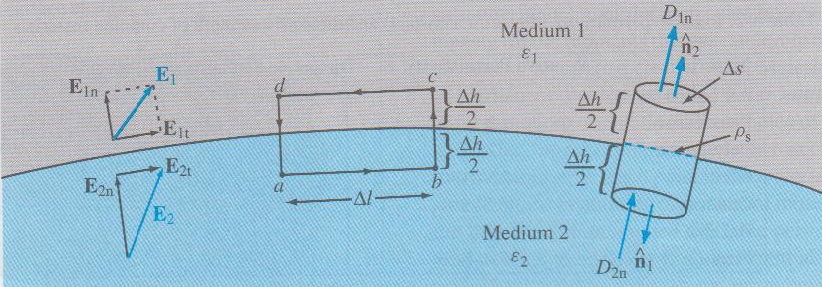 Medium 1
ε₁
D₁ₙ
n̂₂
Δs
E₁ₙ
E₁
E₁ₜ
d
c
Δh
2
Δh
2
Δh
2
Δh
2
ρₛ
E₂ₙ
E₂ₜ
E₂
a
b
Δl
Medium 2
ε₂
D₂ₙ
n̂₁